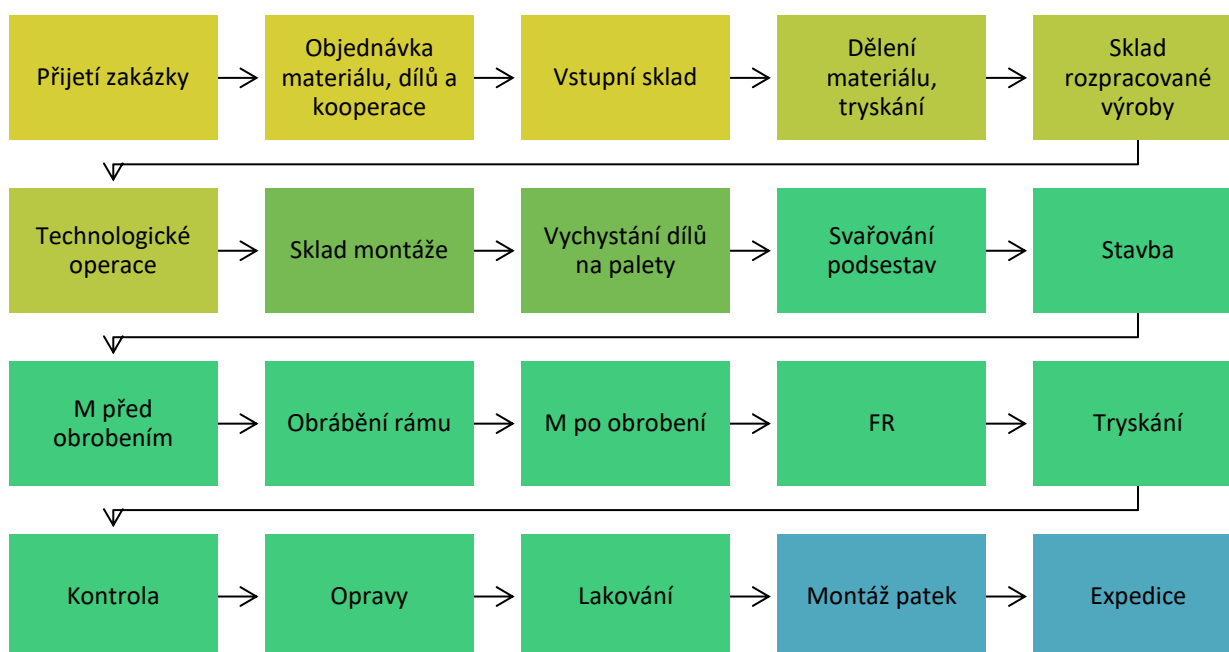 Přijetí zakázky
Objednávka
materiálu, dílů a
kooperace
Vstupní sklad
Dělení
materiálu,
tryskání
Sklad
rozpracované
výroby
Technologické
operace
Sklad montáže
Vychystání dílů
na palety
Svařování
podsestav
Stavba
M před
obrobením
Obrábění rámu
M po obrobení
FR
Tryskání
Kontrola
Opravy
Lakování
Montáž patek
Expedice